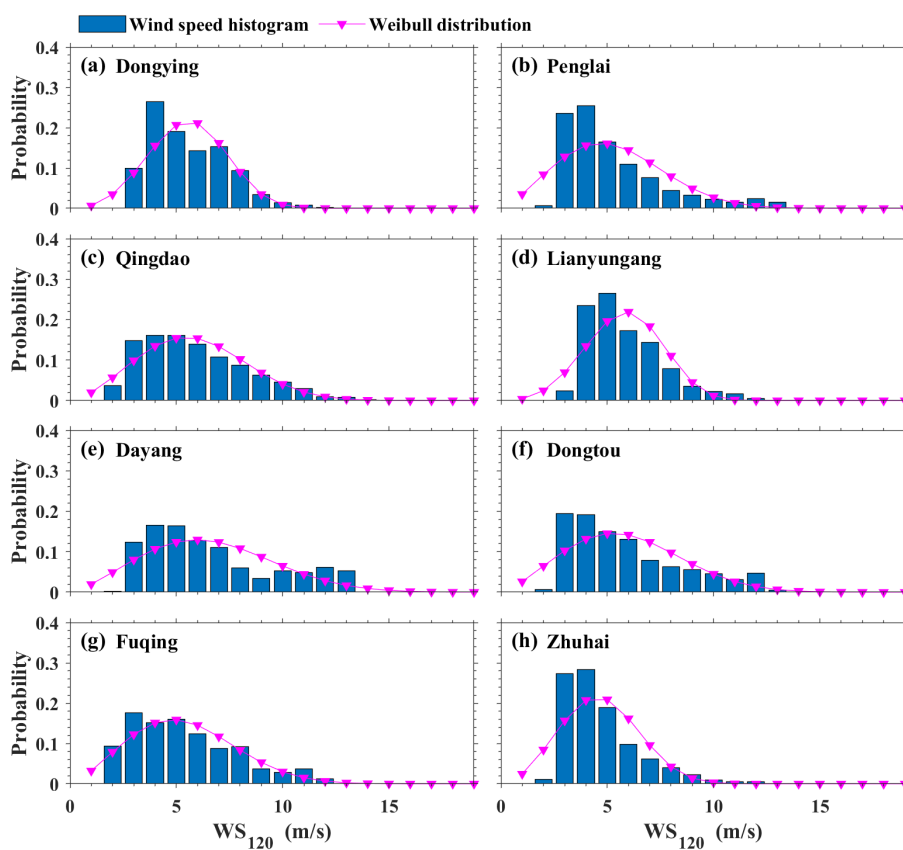 Wind speed histogram Weibull distribution
(a) Dongying
(b) Penglai
0.4
0.3
0.2
0.1
0
Probability
(c) Qingdao
(d) Lianyungang
0.4
0.3
0.2
0.1
0
Probability
(e) Dayang
(f) Dongtou
0.4
0.3
0.2
0.1
0
Probability
(g) Fuqing
(h) Zhuhai
0.4
0.3
0.2
0.1
0
Probability
0 5 10 15
0 5 10 15
WS120 (m/s)
WS120 (m/s)